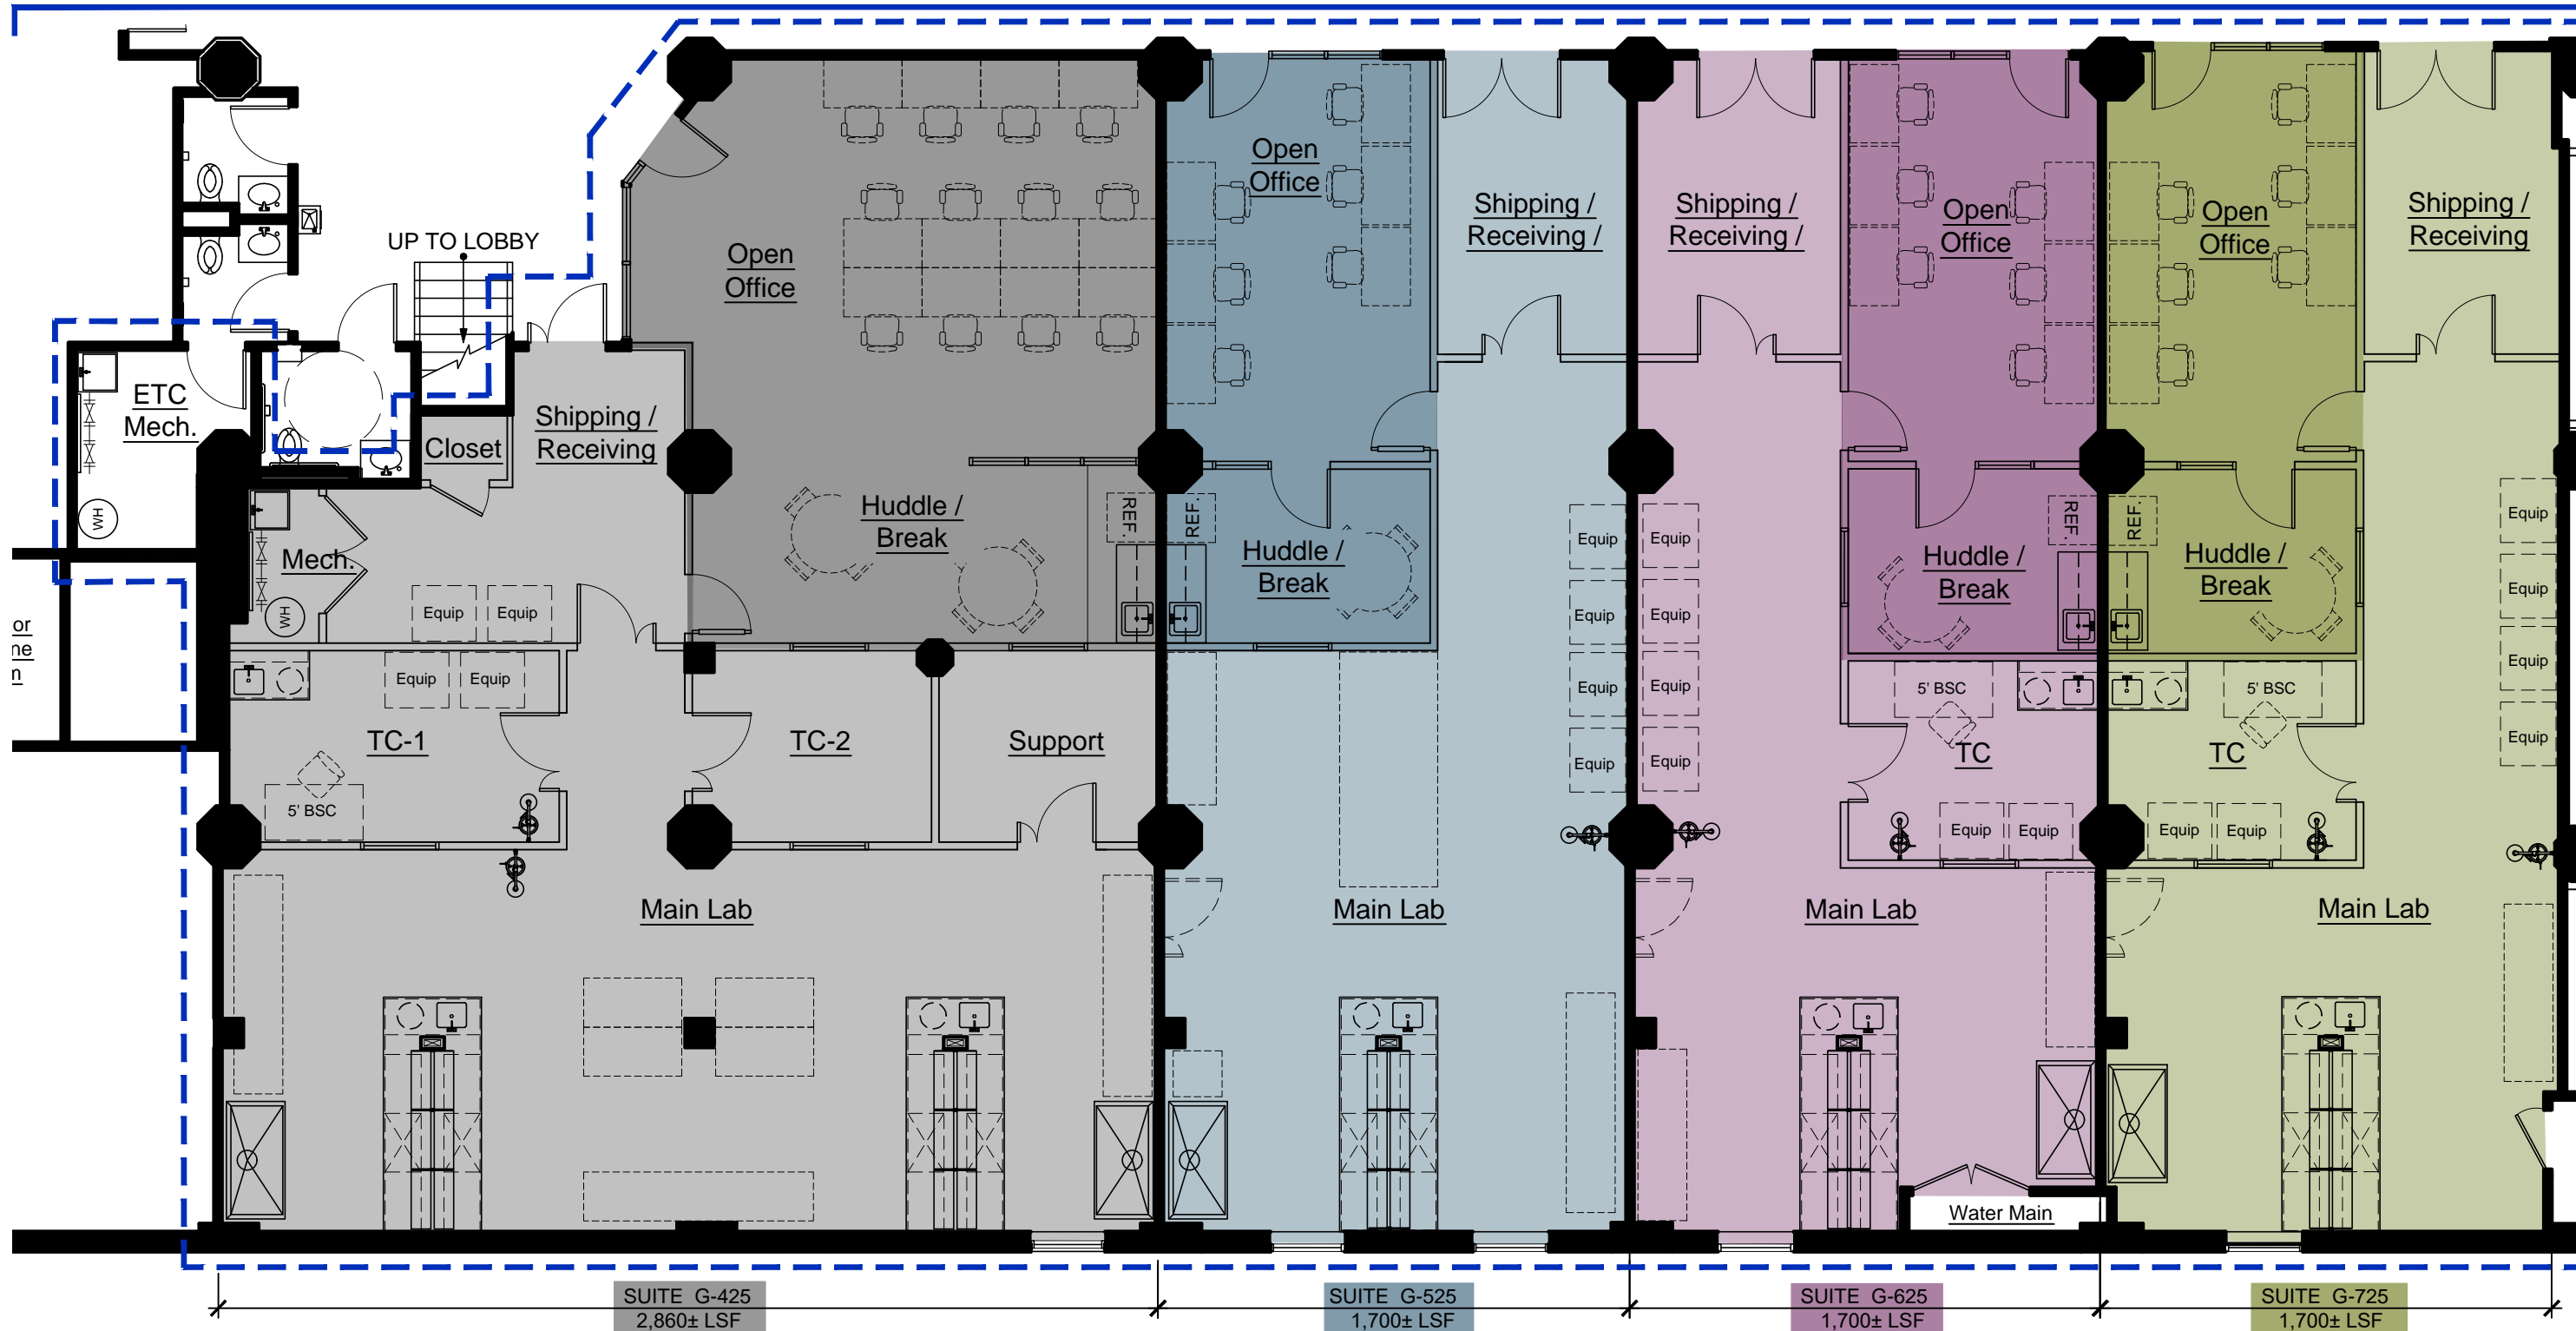 UP TO LOBBY
ETC
Mech.
WH
or
ne
m
Closet
Shipping /
Receiving
Mech.
WH
Equip
Equip
Open
Office
Huddle /
Break
REF.
Equip
Equip
TC-1
5' BSC
TC-2
Support
Main Lab
Open
Office
Shipping /
Receiving /
REF.
Huddle /
Break
Equip
Equip
Equip
Equip
Main Lab
Shipping /
Receiving /
Open
Office
Equip
Equip
Equip
Equip
REF.
Huddle /
Break
5' BSC
TC
Equip
Equip
Main Lab
Water Main
Open
Office
Shipping /
Receiving
REF.
Huddle /
Break
Equip
Equip
Equip
Equip
5' BSC
TC
Equip
Equip
Main Lab
SUITE G-425
2,860± LSF
SUITE G-525
1,700± LSF
SUITE G-625
1,700± LSF
SUITE G-725
1,700± LSF